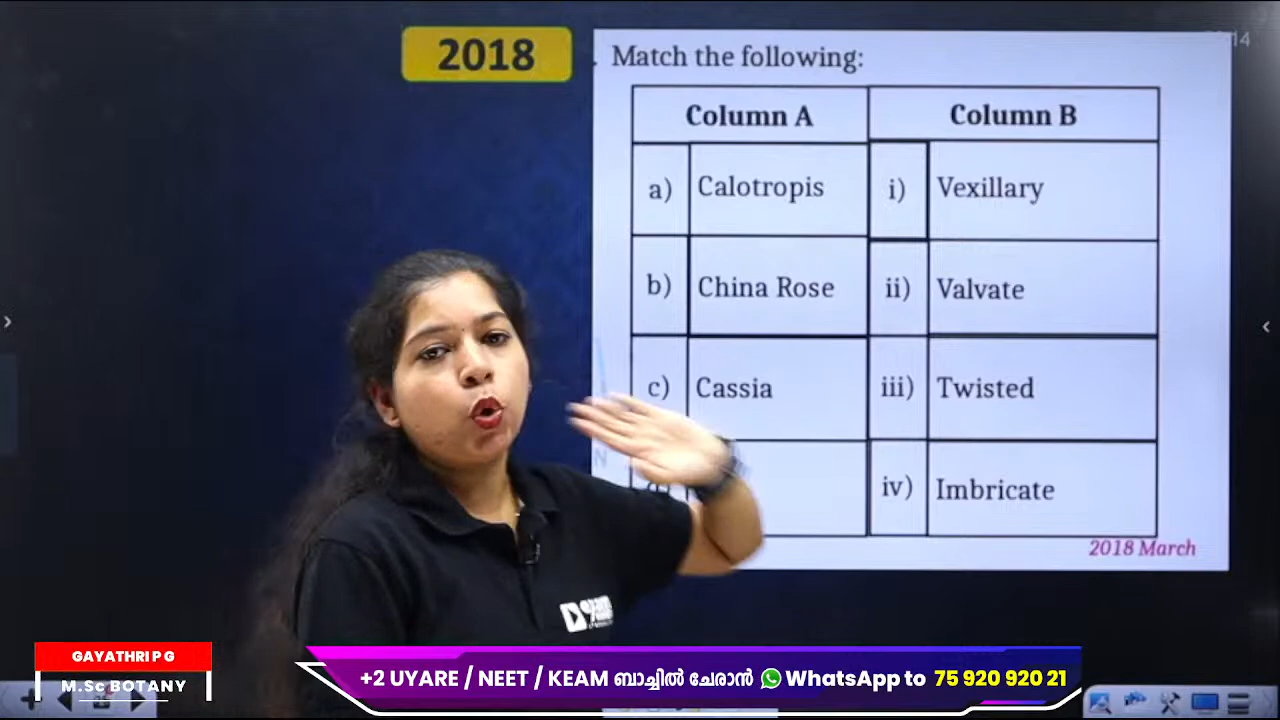 2018
Match the following:
Column A Column B
a) Calotropis i) Vexillary
b) China Rose ii) Valvate
c) Cassia iii) Twisted
iv) Imbricate
2018 March
GAYATHRI P G
M.Sc BOTANY
+2 UYARE / NEET / KEAM ബാച്ചിൽ ചേരാൻ WhatsApp to 75 920 920 21